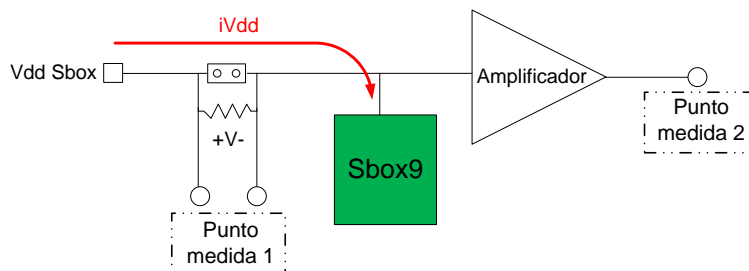 iVdd
Vdd Sbox
Amplificador
+V-
Sbox9
Punto
medida 1
Punto
medida 2